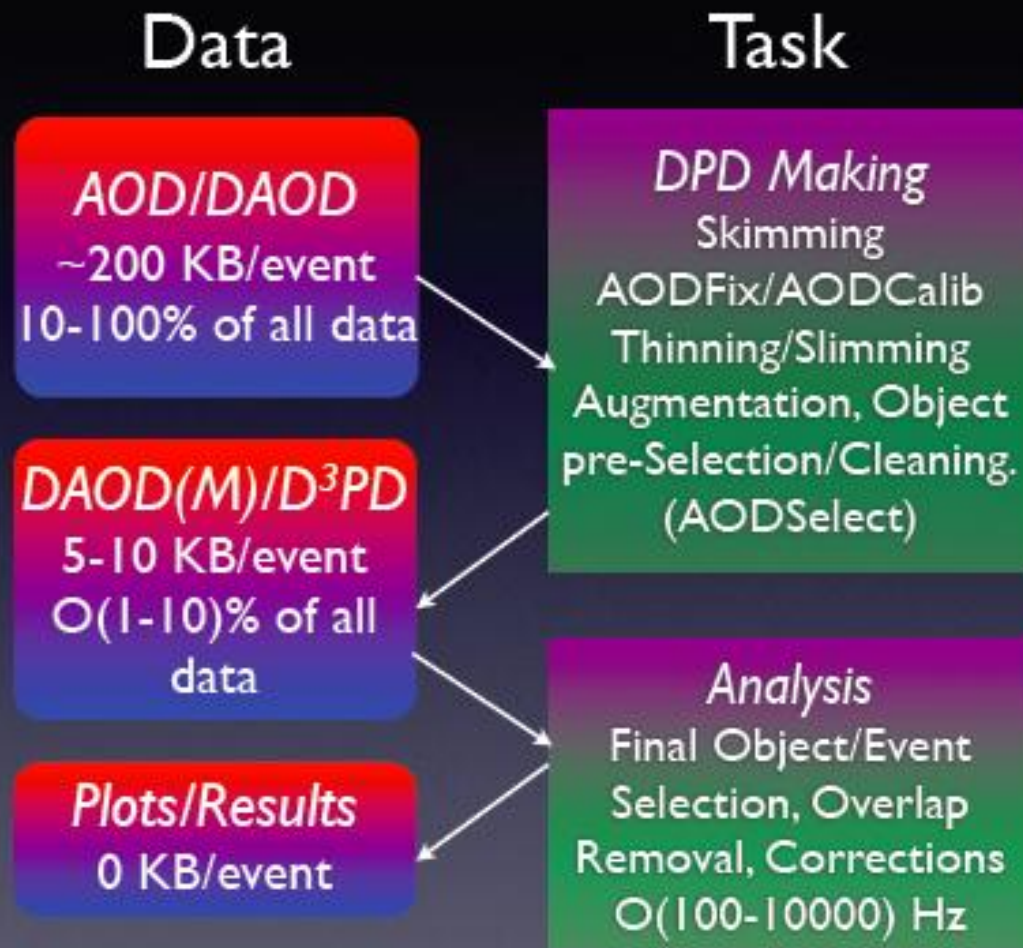 Data
Task
AOD/DAOD
~200 KB/event
10-100% of all data
DPD Making
Skimming
AODFix/AODCalib
Thinning/Slimming
Augmentation, Object
pre-Selection/Cleaning.
(AODSelect)
DAOD(M)/D³PD
5-10 KB/event
O(1-10)% of all
data
Analysis
Final Object/Event
Selection, Overlap
Removal, Corrections
O(100-10000) Hz
Plots/Results
0 KB/event